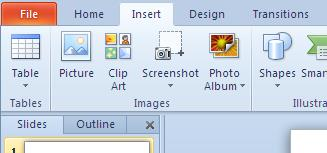 File Home Insert Design Transitions
Table Picture Clip Art Screenshot Photo Album Shapes
Tables Images
Slides Outline
1